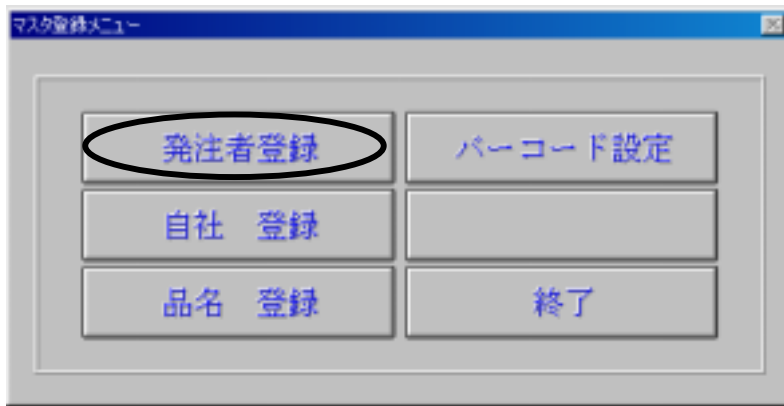 マスタ登録メニュー
発注者登録
バーコード設定
自社　登録
品名　登録
終了